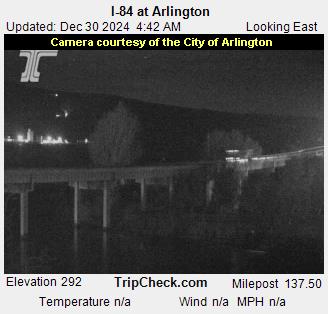 I-84 at Arlington
Updated: Dec 30 2024 4:42 AM Looking East
Camera courtesy of the City of Arlington
Elevation 292 TripCheck.com Milepost 137.50
Temperature n/a Wind n/a MPH n/a